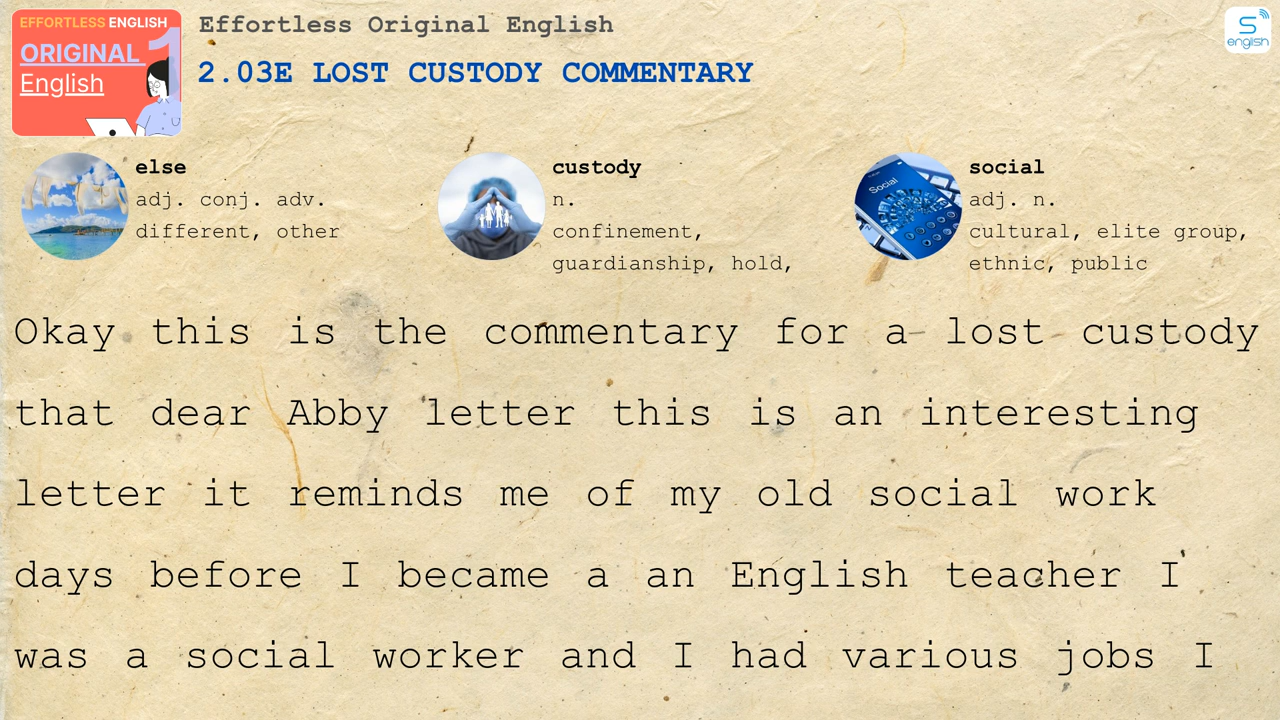 EFFORTLESS ENGLISH
ORIGINAL 1
English
Effortless Original English
2.03E LOST CUSTODY COMMENTARY
S
english
else
adj. conj. adv.
different, other
custody
n.
confinement,
guardianship, hold,
Social
social
adj. n.
cultural, elite group,
ethnic, public
Okay this is the commentary for a lost custody
that dear Abby letter this is an interesting
letter it reminds me of my old social work
days before I became a an English teacher I
was a social worker and I had various jobs I